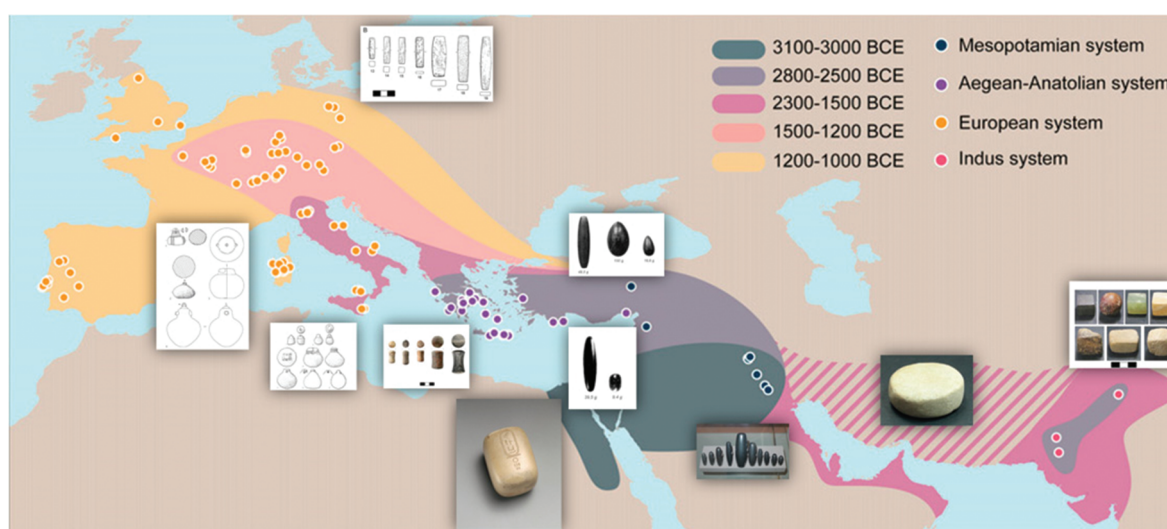 B
3100-3000 BCE
2800-2500 BCE
2300-1500 BCE
1500-1200 BCE
1200-1000 BCE
Mesopotamian system
Aegean-Anatolian system
European system
Indus system